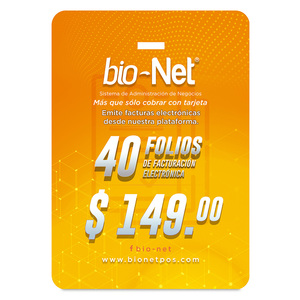 bio-Net®
Sistema de Administración de Negocios
Más que sólo cobrar con tarjeta
Emite facturas electrónicas
desde nuestra plataforma.
40 FOLIOS
DE FACTURACIÓN
ELECTRÓNICA
$ 149.00
f bio-net
www.bionetpos.com